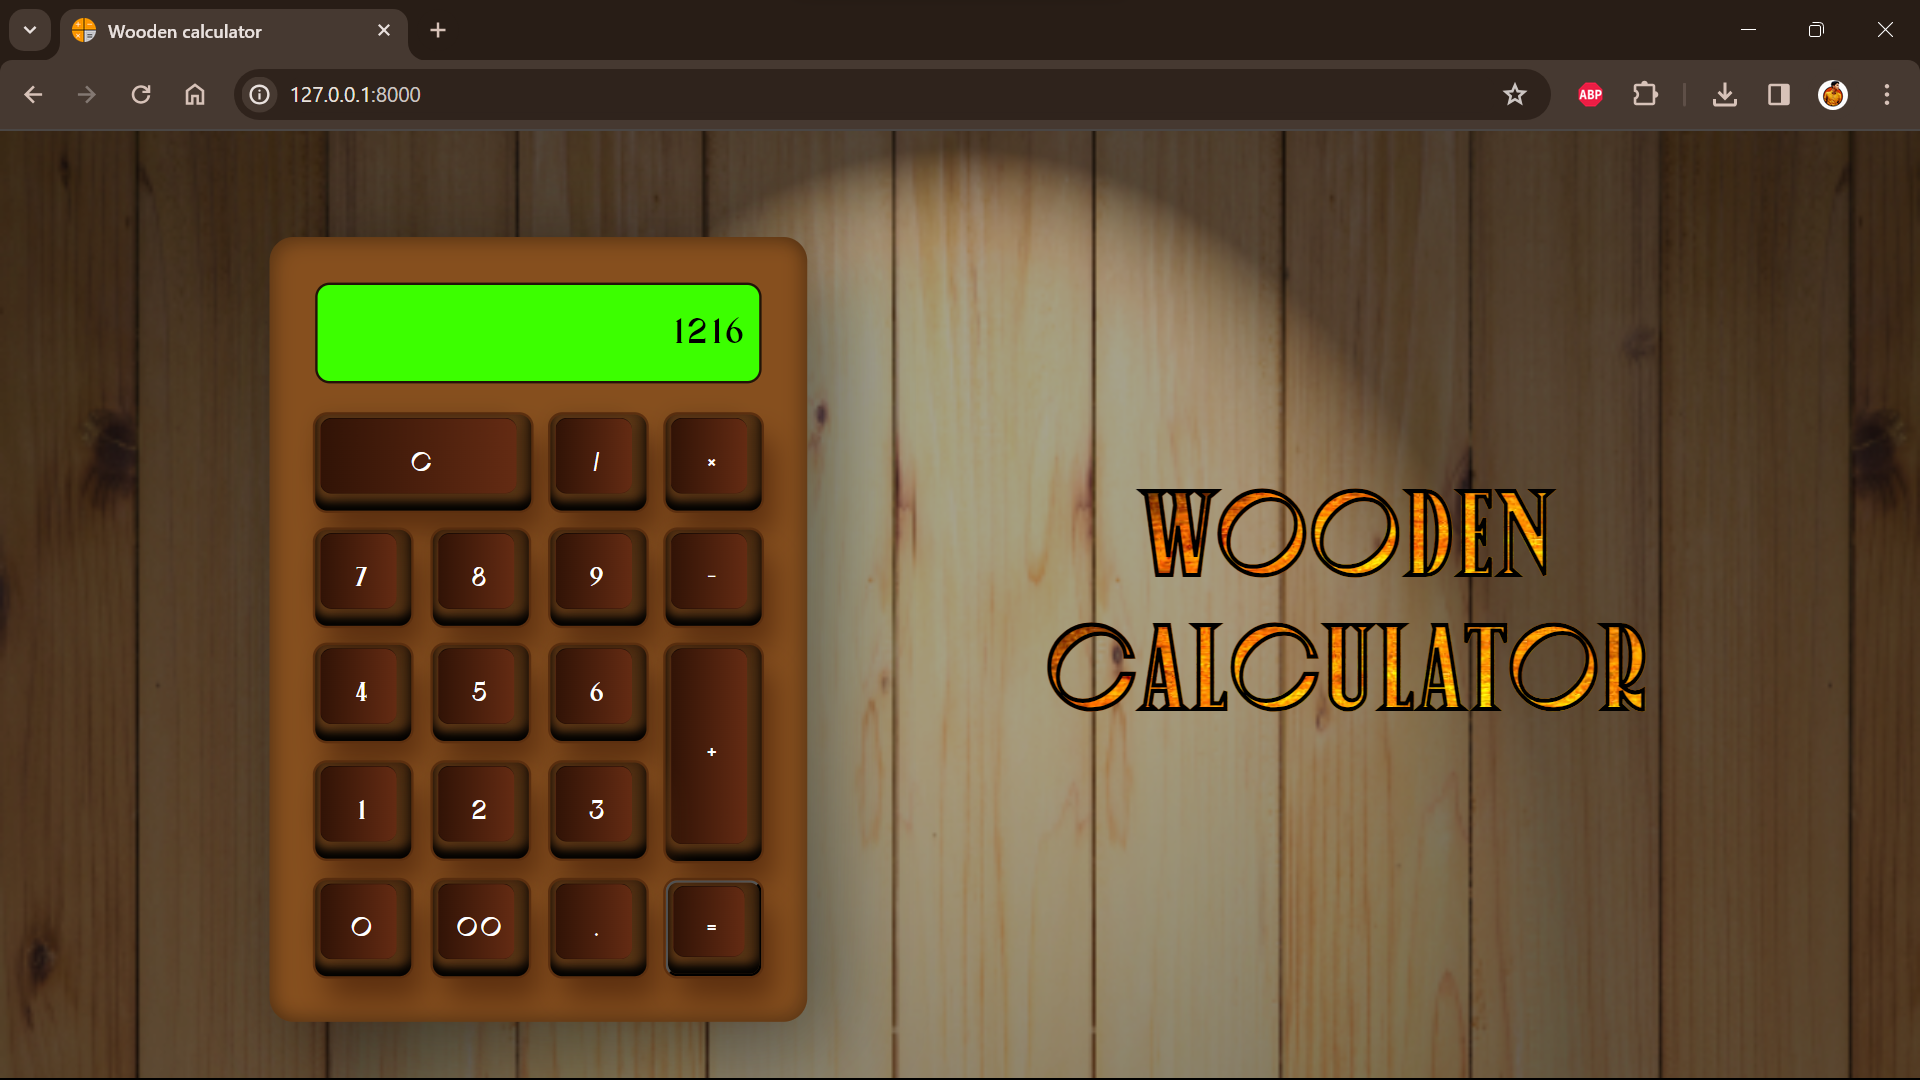 Wooden calculator
127.0.0.1:8000
ABP
1216
C / ×
7 8 9 -
4 5 6
+
1 2 3
0 00 . =
WOODEN
CALCULATOR